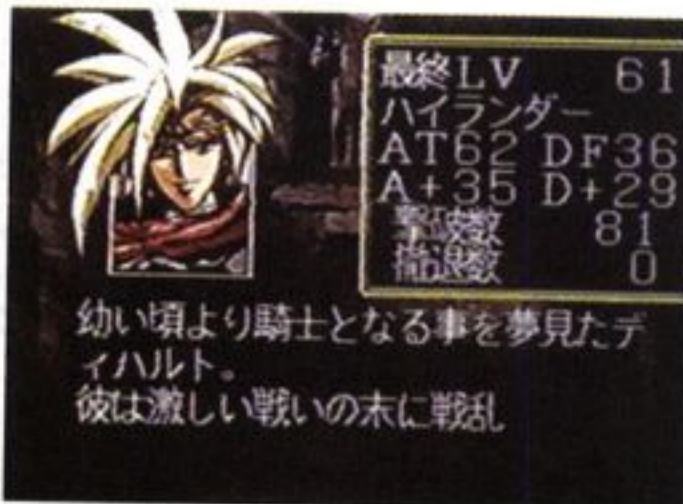 最終LV 61
ハイランダー
AT62 DF36
A+35 D+29
撃破数 81
撤退数 0
幼い頃より騎士となる事を夢見たデ
ィハルト。
彼は激しい戦いの末に戦乱